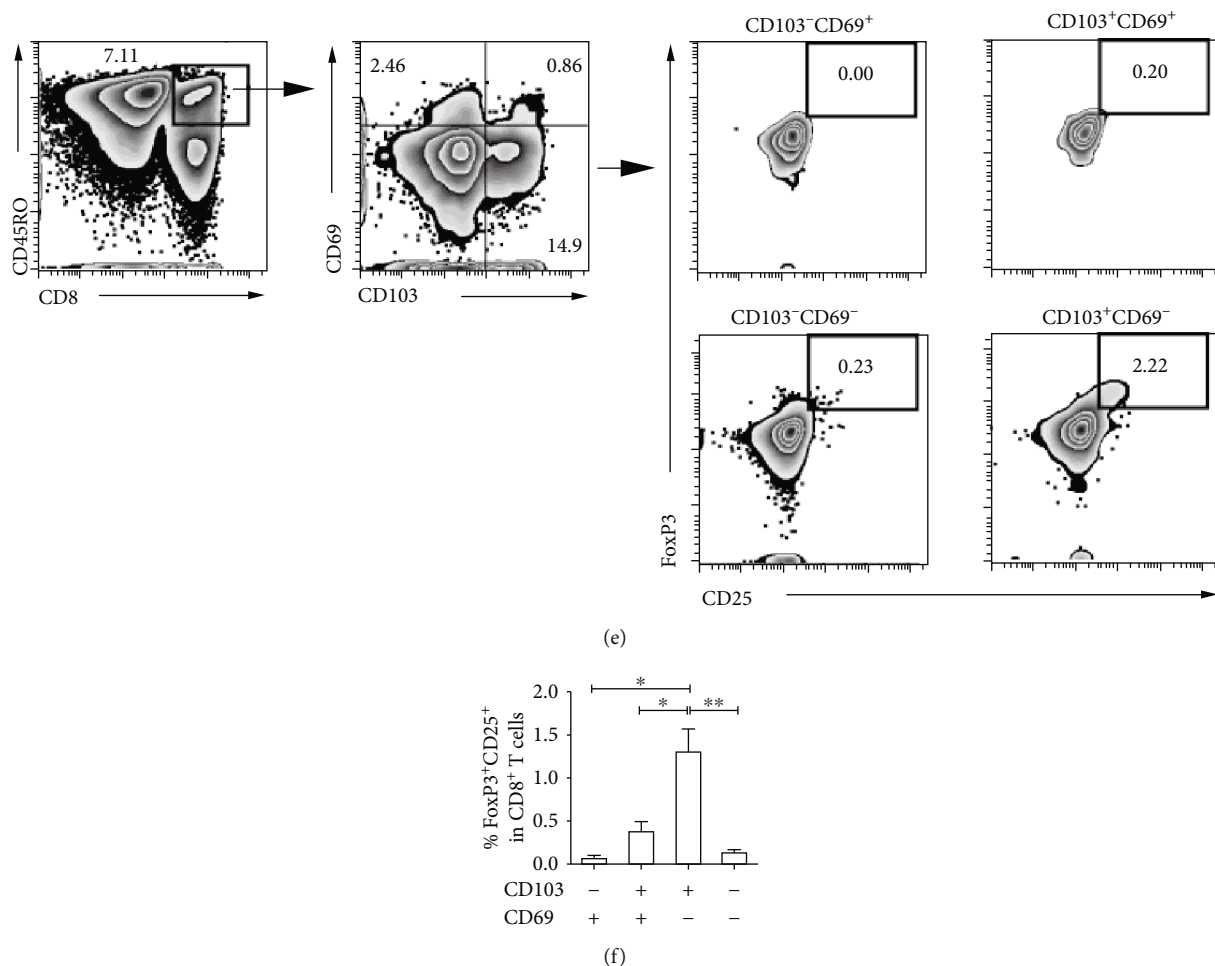 CD103⁻CD69⁺
CD103⁺CD69⁺
7.11
2.46
0.86
0.00
0.20
CD45RO
CD69
14.9
CD8
CD103
CD103⁻CD69⁻
CD103⁺CD69⁻
0.23
2.22
FoxP3
CD25
(e)
% FoxP3⁺CD25⁺
in CD8⁺ T cells
2.0
1.5
1.0
0.5
0.0
*
*
**
CD103 − + + −
CD69 + + − −
(f)